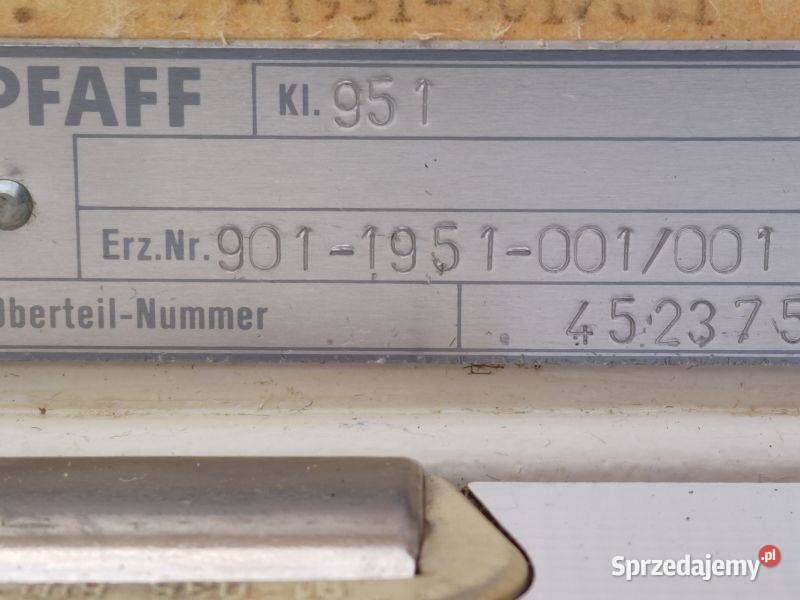 PFAFF Kl. 951
Erz.Nr. 901-1951-001/001
Oberteil-Nummer 452375
Sprzedajemy.pl